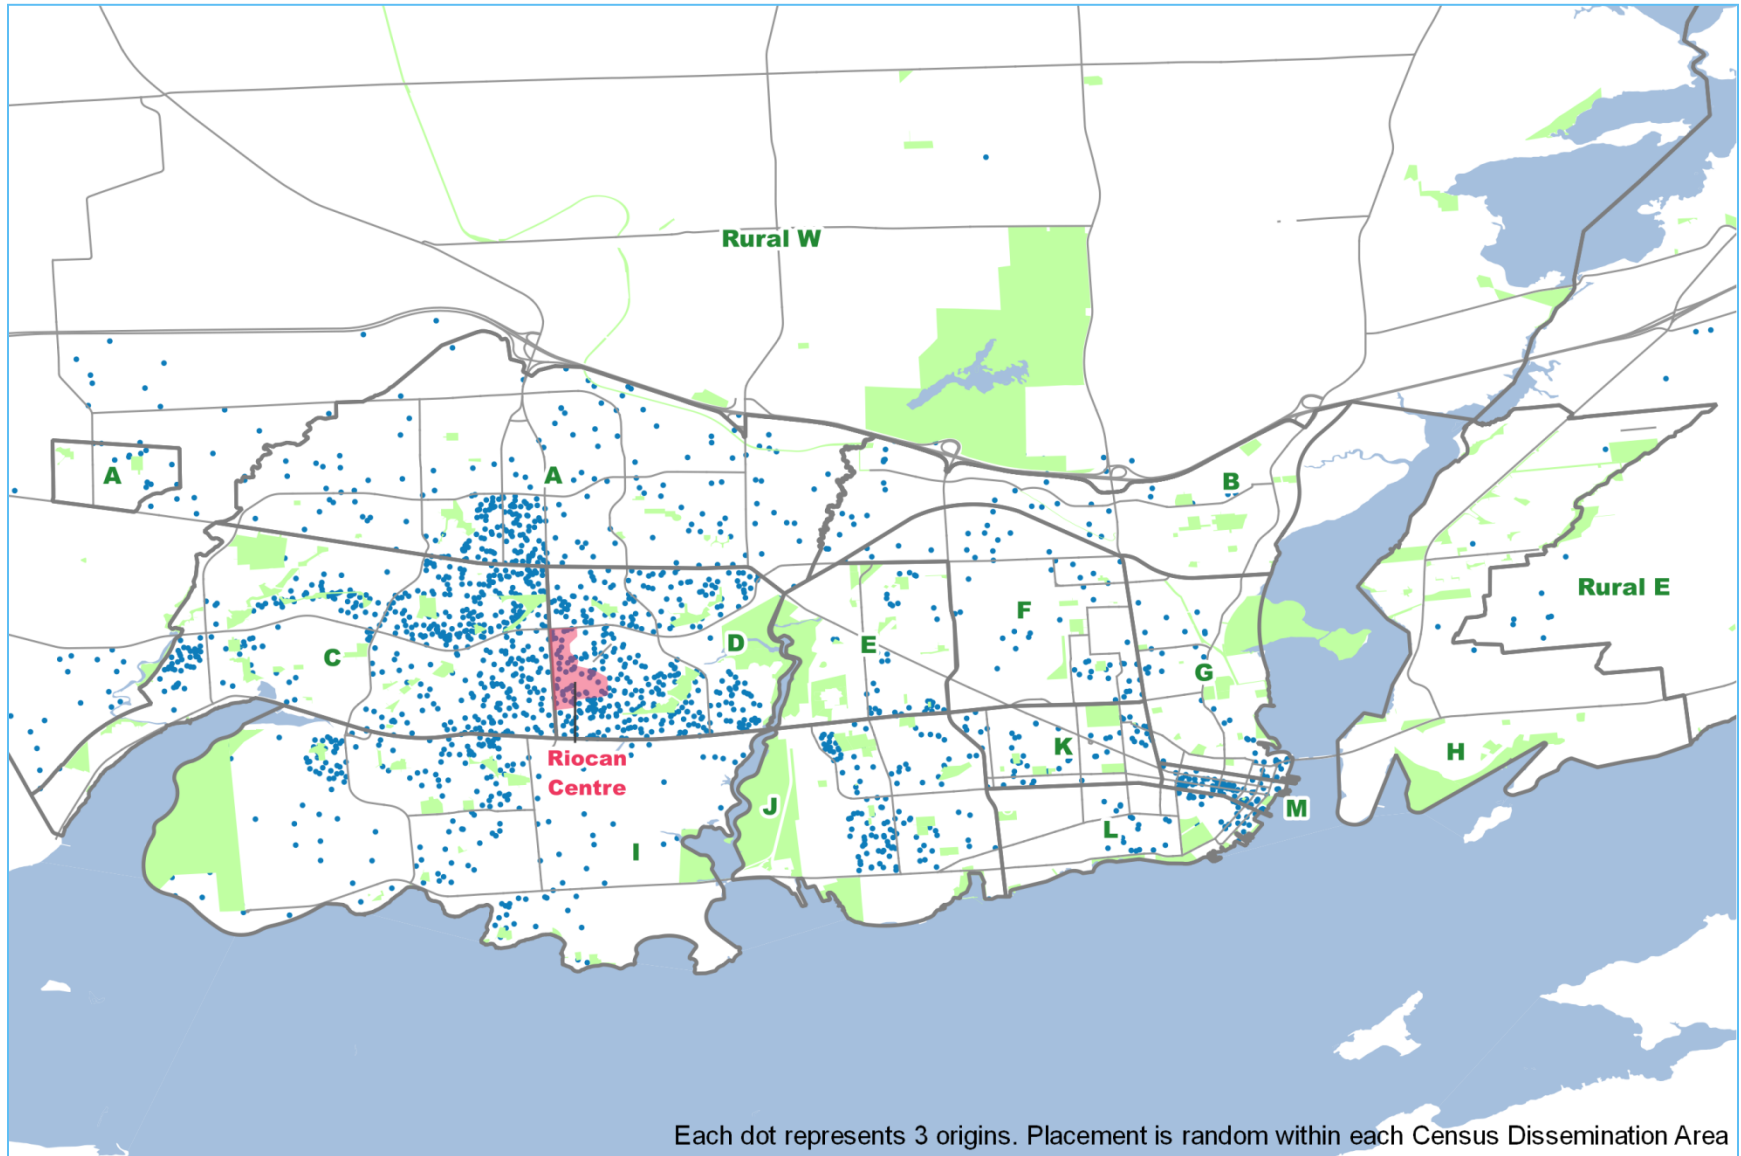 Rural W
A
A
B
Rural E
F
D
E
C
G
Riocan
Centre
K
H
J
M
L
I
Each dot represents 3 origins. Placement is random within each Census Dissemination Area